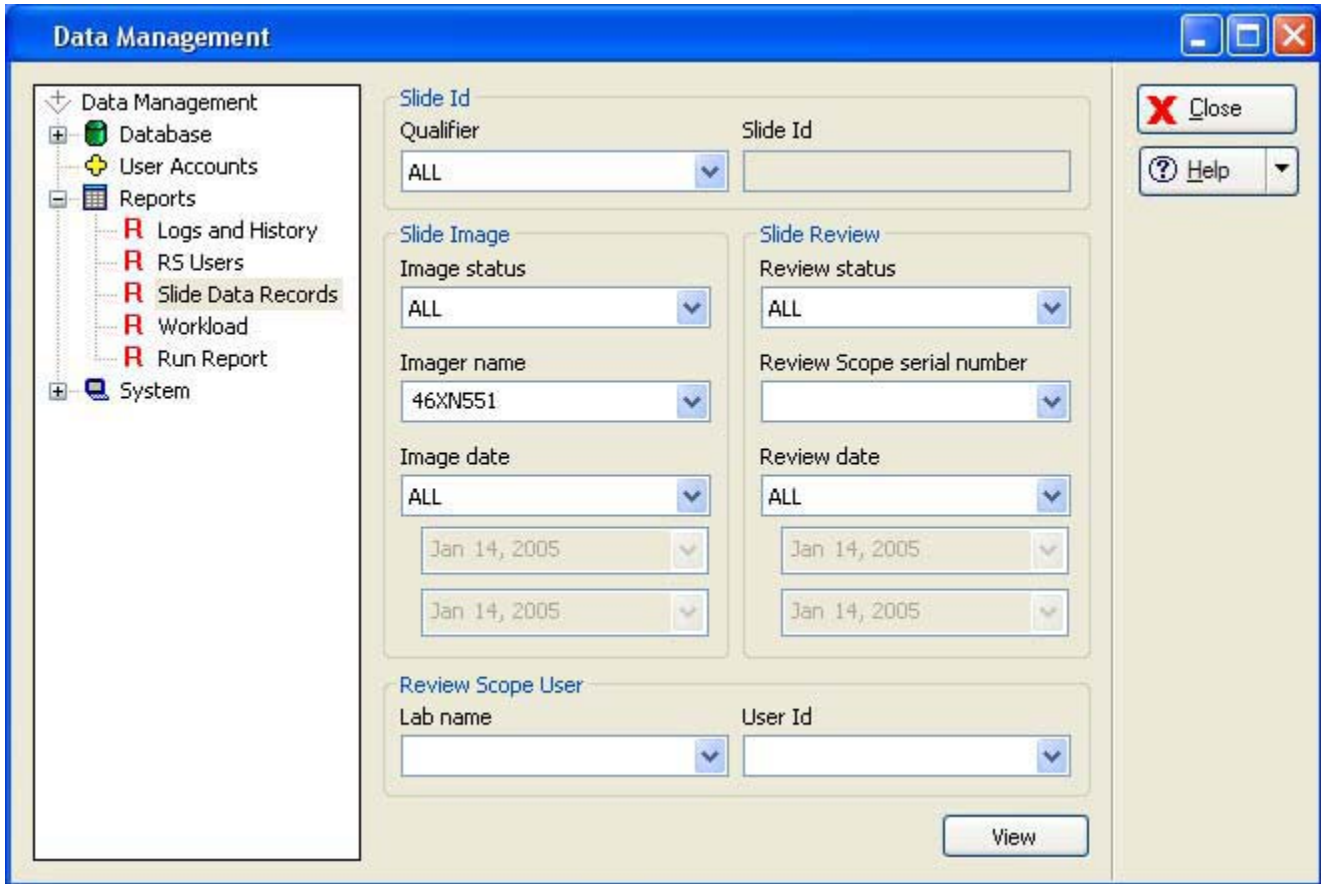 Data Management
Data Management
Database
User Accounts
Reports
Logs and History
RS Users
Slide Data Records
Workload
Run Report
System
Slide Id
Qualifier
Slide Id
ALL
Slide Image
Image status
ALL
Imager name
46XN551
Image date
ALL
Jan 14, 2005
Jan 14, 2005
Slide Review
Review status
ALL
Review Scope serial number
Review date
ALL
Jan 14, 2005
Jan 14, 2005
Review Scope User
Lab name
User Id
View
Close
Help